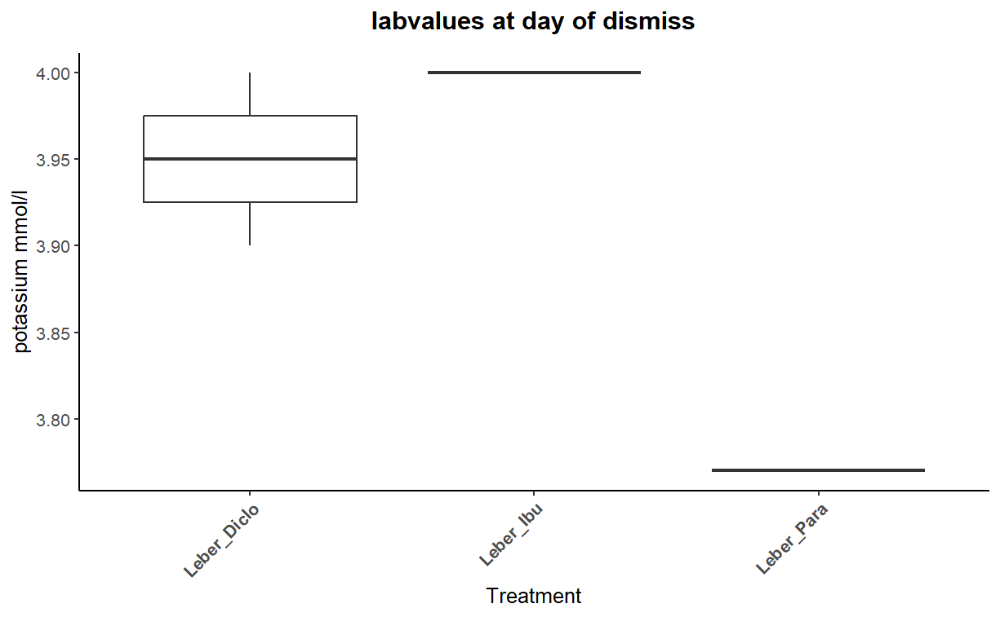 labvalues at day of dismiss
potassium mmol/l
4.00
3.95
3.90
3.85
3.80
Leber_Diclo
Leber_Ibu
Leber_Para
Treatment